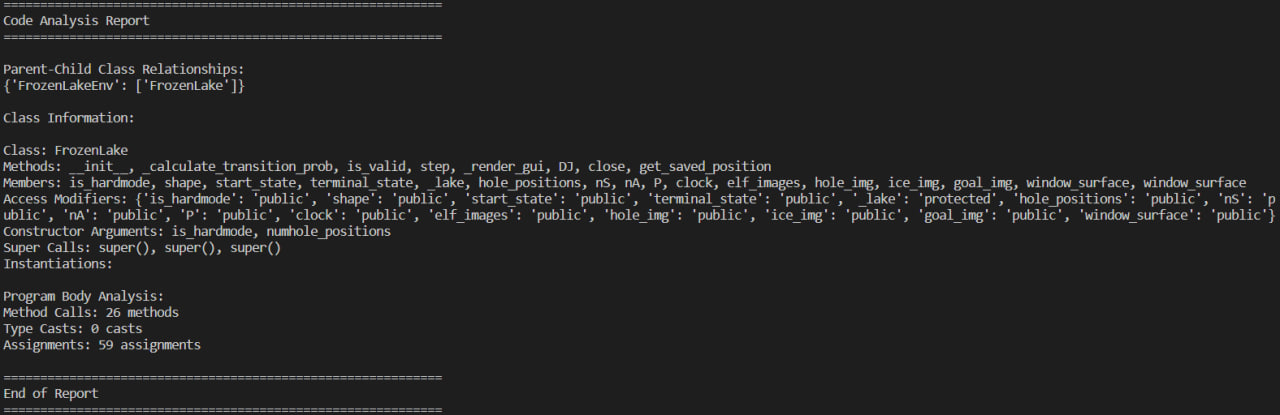 ===========================================================
Code Analysis Report
===========================================================
Parent-Child Class Relationships:
{'FrozenLakeEnv': ['FrozenLake']}
Class Information:
Class: FrozenLake
Methods: __init__, _calculate_transition_prob, is_valid, step, _render_gui, DJ, close, get_saved_position
Members: is_hardmode, shape, start_state, terminal_state, _lake, hole_positions, nS, nA, P, clock, elf_images, hole_img, ice_img, goal_img, window_surface, window_surface
Access Modifiers: {'is_hardmode': 'public', 'shape': 'public', 'start_state': 'public', 'terminal_state': 'public', '_lake': 'protected', 'hole_positions': 'public', 'nS': 'p
ublic', 'nA': 'public', 'P': 'public', 'clock': 'public', 'elf_images': 'public', 'hole_img': 'public', 'ice_img': 'public', 'goal_img': 'public', 'window_surface': 'public'}
Constructor Arguments: is_hardmode, numhole_positions
Super Calls: super(), super(), super()
Instantiations:
Program Body Analysis:
Method Calls: 26 methods
Type Casts: 0 casts
Assignments: 59 assignments
===========================================================
End of Report
===========================================================